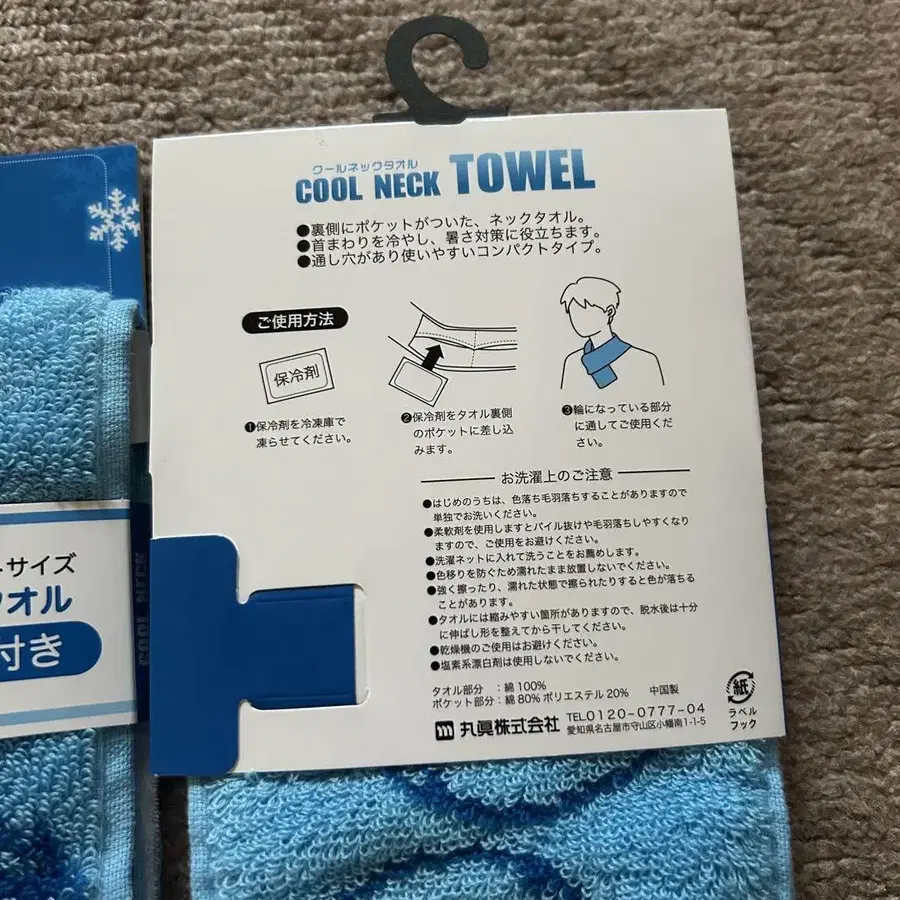 クールネックタオル
COOL NECK TOWEL
●裏側にポケットがついた、ネックタオル。
●首まわりを冷やし、暑さ対策に役立ちます。
●通し穴があり使いやすいコンパクトタイプ。
ご使用方法
保冷剤
❶保冷剤を冷凍庫で
凍らせてください。
❷保冷剤をタオル裏側
のポケットに差し込
みます。
❸輪になっている部分
に通してご使用くだ
さい。
お洗濯上のご注意
●はじめのうちは、色落ち毛羽落ちすることがありますので
単独でお洗いください。
●柔軟剤を使用しますとパイル抜けや毛羽落ちしやすくなり
ますので、ご使用をお避けください。
●洗濯ネットに入れて洗うことをお薦めします。
●色移りを防ぐため濡れたまま放置しないでください。
●強く擦ったり、濡れた状態で擦られたりすると色が落ちる
ことがあります。
●タオルには縮みやすい箇所がありますので、脱水後は十分
に伸ばし形を整えてから干してください。
●乾燥機のご使用はお避けください。
●塩素系漂白剤は使用しないでください。
タオル部分 :綿100%
ポケット部分:綿80%ポリエステル20% 中国製
丸眞株式会社
TEL0120-0777-04
愛知県名古屋市守山区小幡南1-1-5
紙
ラベル
フック
サイズ
タオル
付き
COOL NECK